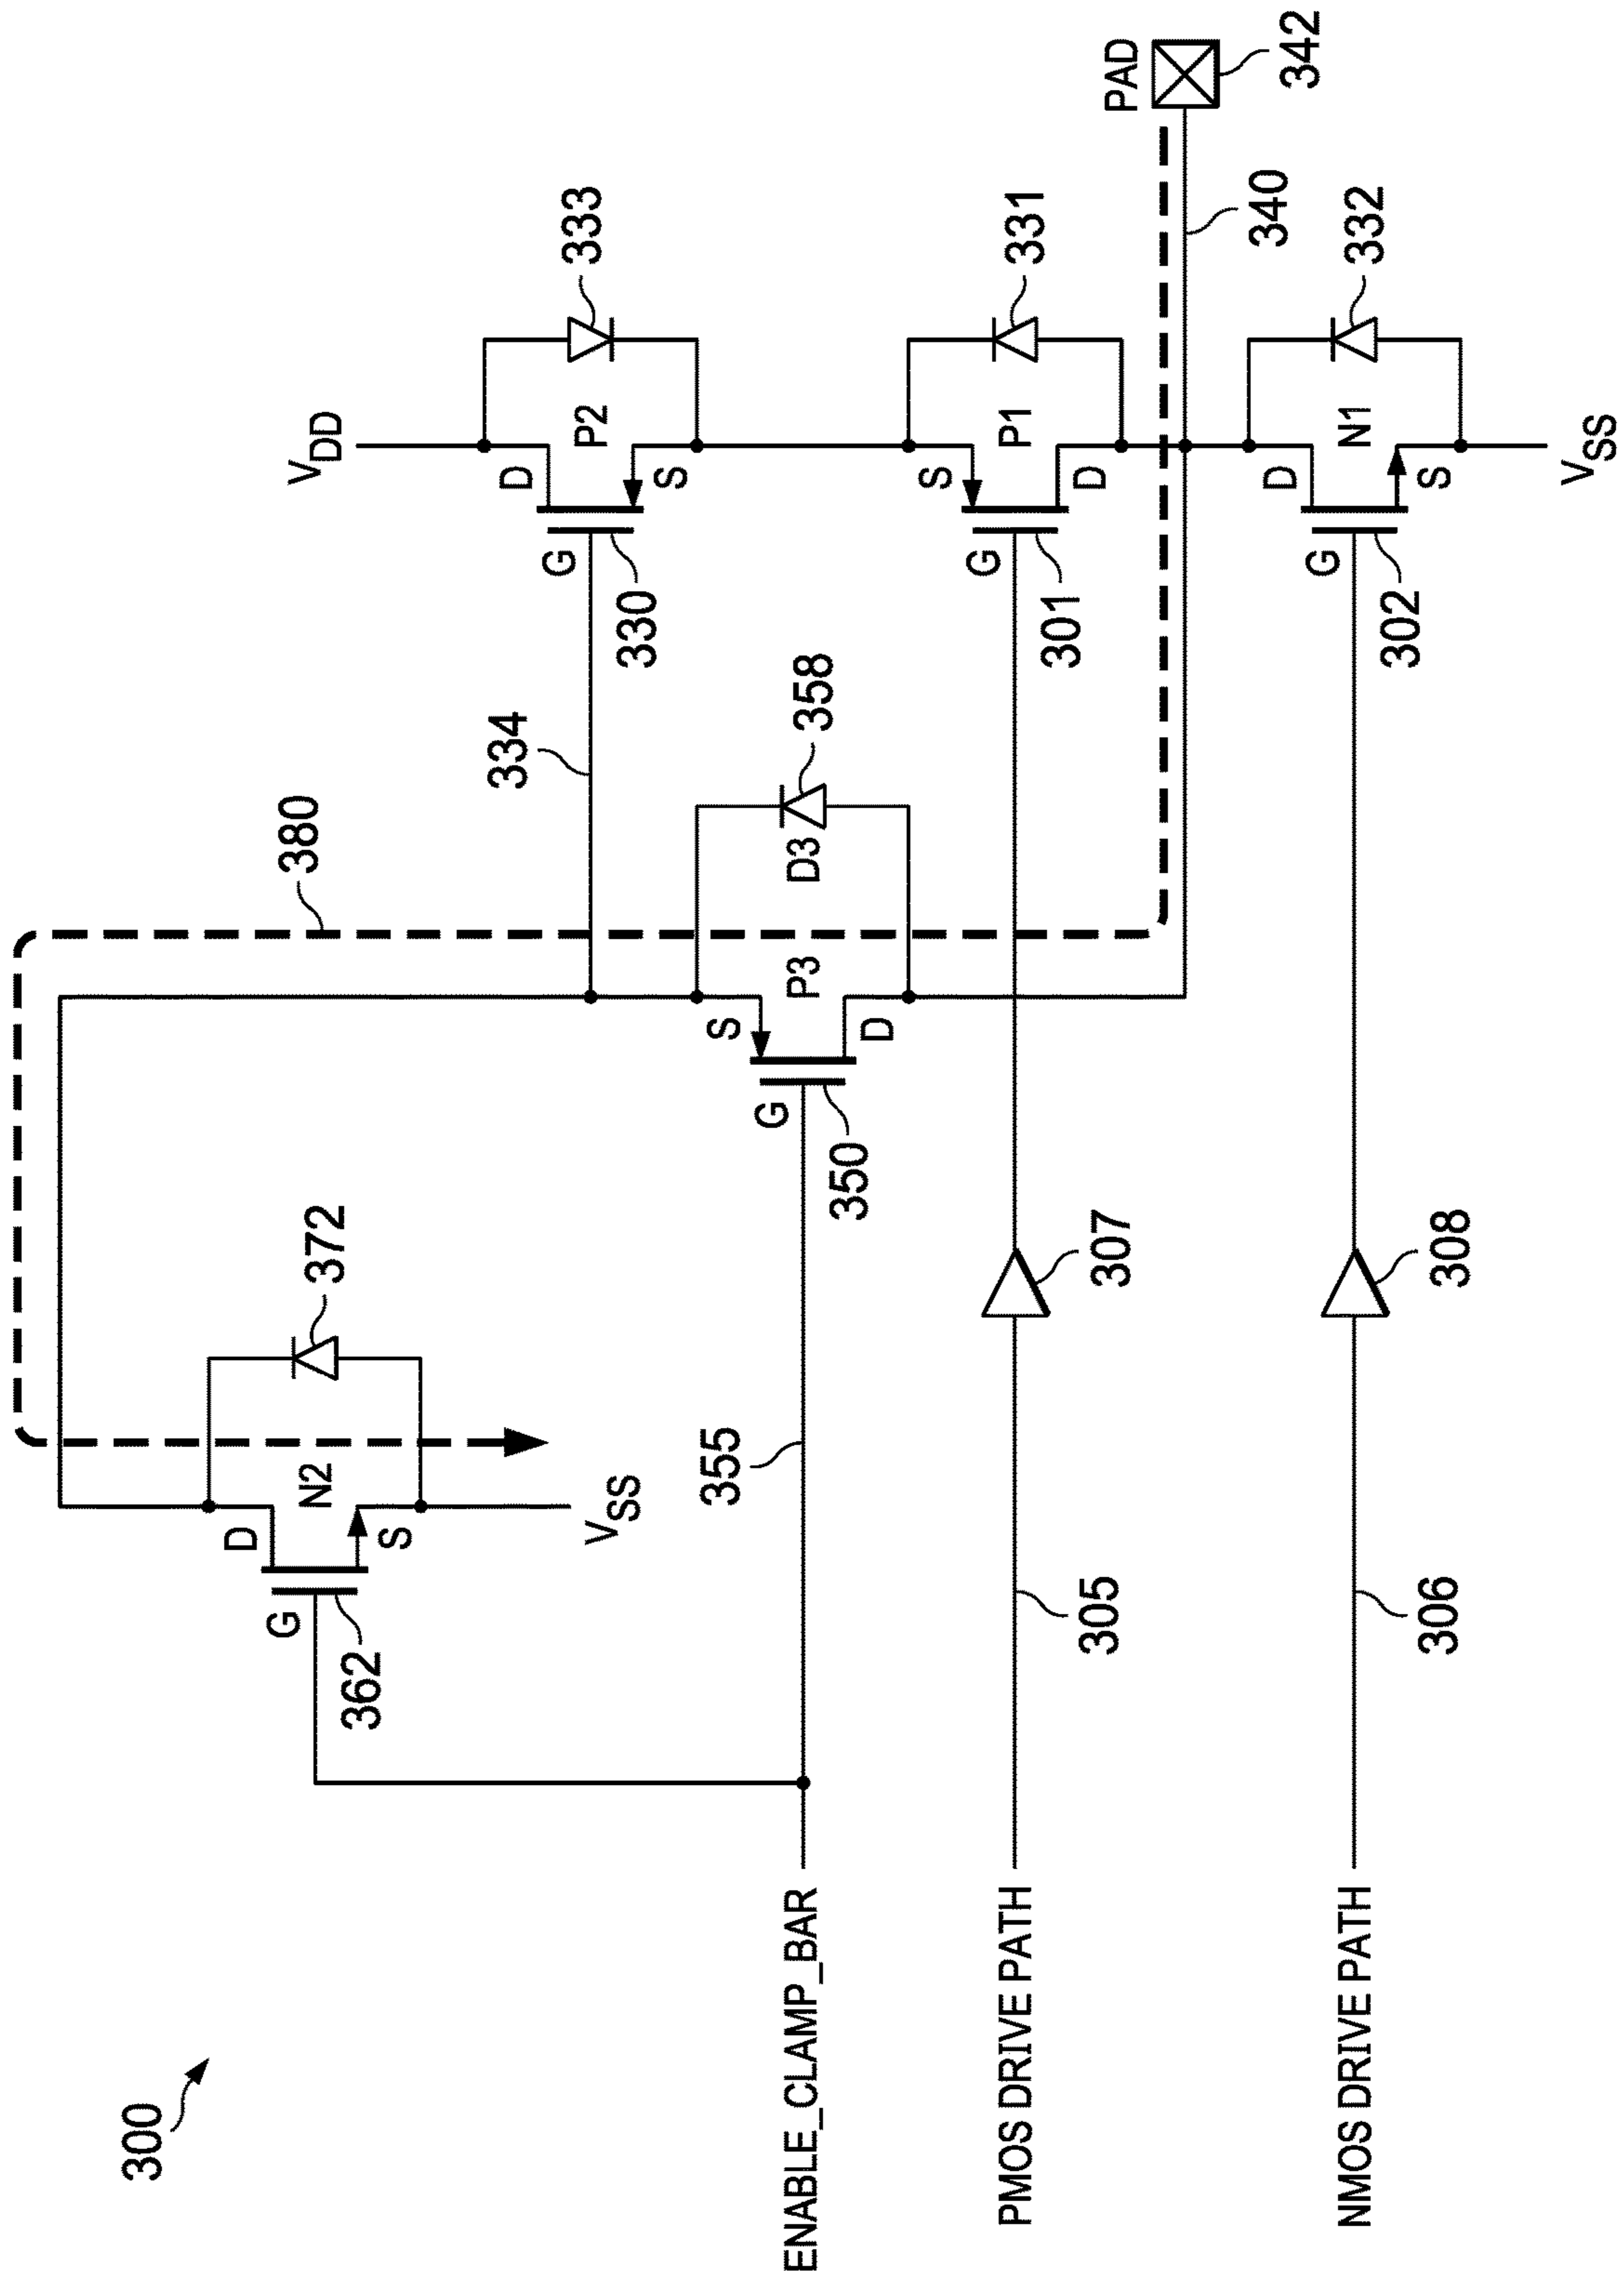 300
380
372
G
362
D
N2
S
VSS
334
G
350
S
P3
D
D3
358
VDD
D
P2
S
G
330
333
S
P1
D
G
301
331
PAD
342
340
D
N1
S
G
302
332
VSS
ENABLE_CLAMP_BAR
355
PMOS DRIVE PATH
305
307
NMOS DRIVE PATH
306
308